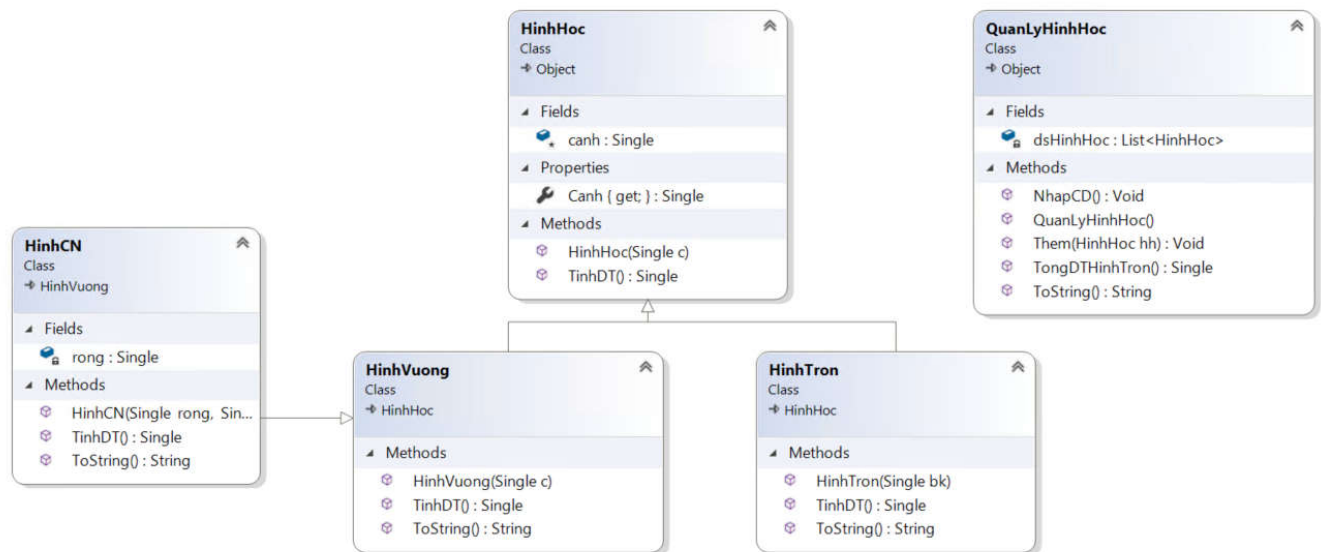 HinhHoc
Class
Object
Fields
canh : Single
Properties
Canh { get; } : Single
Methods
HinhHoc(Single c)
TinhDT() : Single
QuanLyHinhHoc
Class
Object
Fields
dsHinhHoc : List<HinhHoc>
Methods
NhapCD() : Void
QuanLyHinhHoc()
Them(HinhHoc hh) : Void
TongDTHinhTron() : Single
ToString() : String
HinhCN
Class
HinhVuong
Fields
rong : Single
Methods
HinhCN(Single rong, Sin...
TinhDT() : Single
ToString() : String
HinhVuong
Class
HinhHoc
Methods
HinhVuong(Single c)
TinhDT() : Single
ToString() : String
HinhTron
Class
HinhHoc
Methods
HinhTron(Single bk)
TinhDT() : Single
ToString() : String